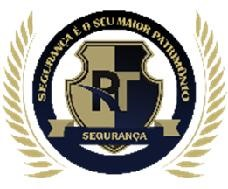 SEGURANÇA É O SEU MAIOR PATRIMÔNIO
RT
SEGURANÇA